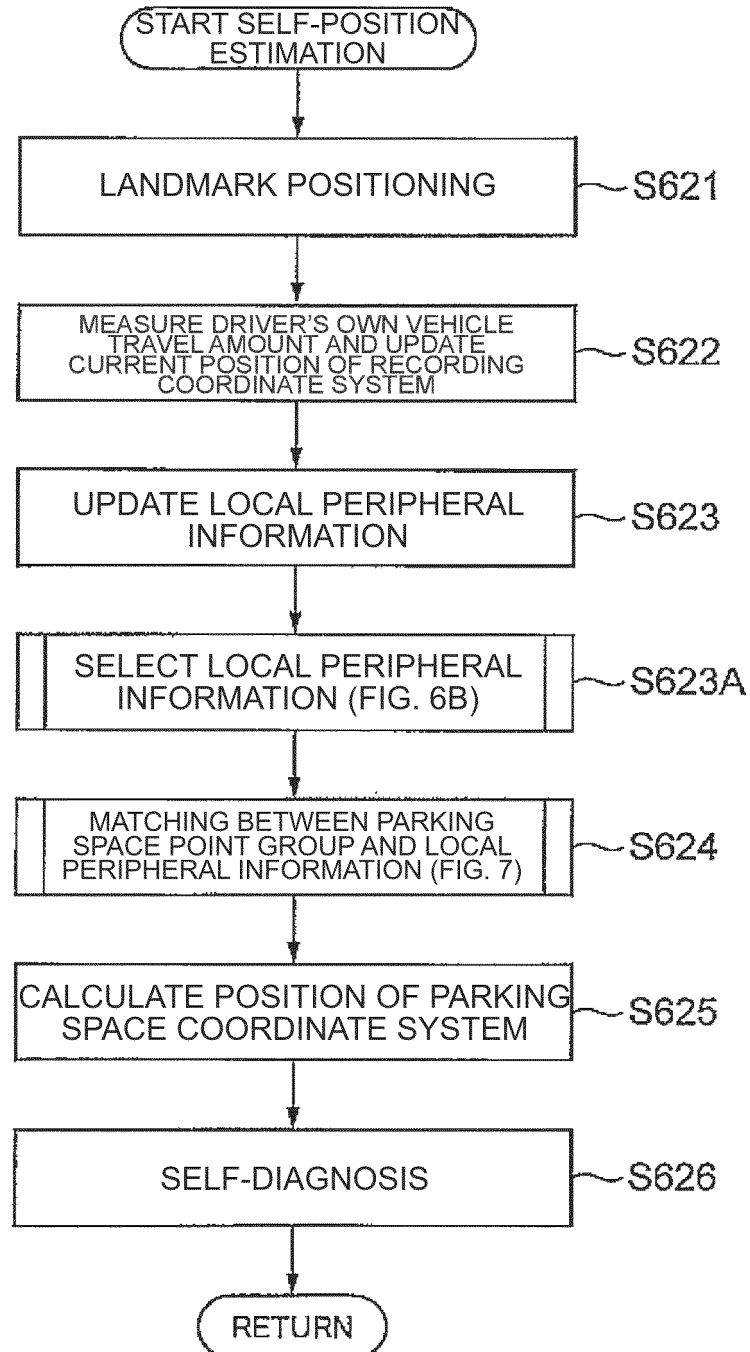 START SELF-POSITION
ESTIMATION
LANDMARK POSITIONING
S621
MEASURE DRIVER'S OWN VEHICLE
TRAVEL AMOUNT AND UPDATE
CURRENT POSITION OF RECORDING
COORDINATE SYSTEM
S622
UPDATE LOCAL PERIPHERAL
INFORMATION
S623
SELECT LOCAL PERIPHERAL
INFORMATION (FIG. 6B)
S623A
MATCHING BETWEEN PARKING
SPACE POINT GROUP AND LOCAL
PERIPHERAL INFORMATION (FIG. 7)
S624
CALCULATE POSITION OF PARKING
SPACE COORDINATE SYSTEM
S625
SELF-DIAGNOSIS
S626
RETURN